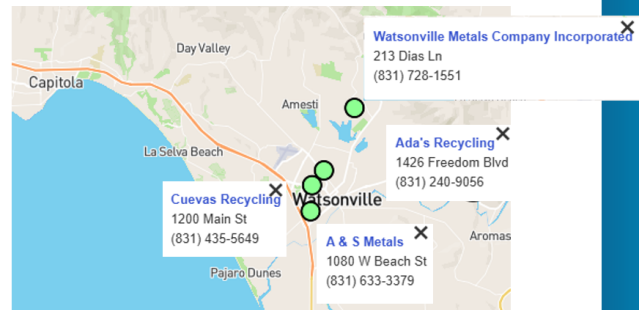 Watsonville Metals Company Incorporated
213 Dias Ln
(831) 728-1551
Day Valley
Capitola
Amesti
Ada's Recycling
1426 Freedom Blvd
(831) 240-9056
La Selva Beach
Cuevas Recycling
1200 Main St
(831) 435-5649
Watsonville
A & S Metals
1080 W Beach St
(831) 633-3379
Aromas
Pajaro Dunes